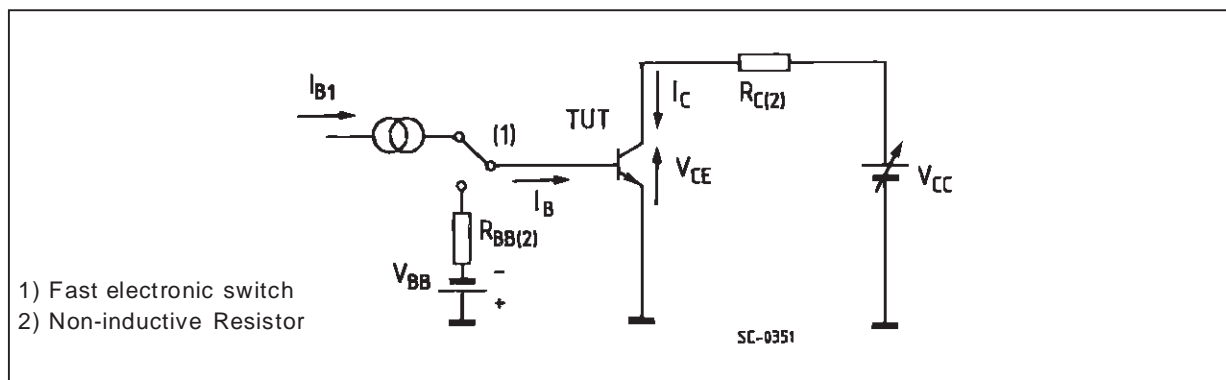 I_B1
(1)
TUT
I_C
R_C(2)
V_CE
V_CC
I_B
R_BB(2)
V_BB
-
+
1) Fast electronic switch
2) Non-inductive Resistor
SC-0351